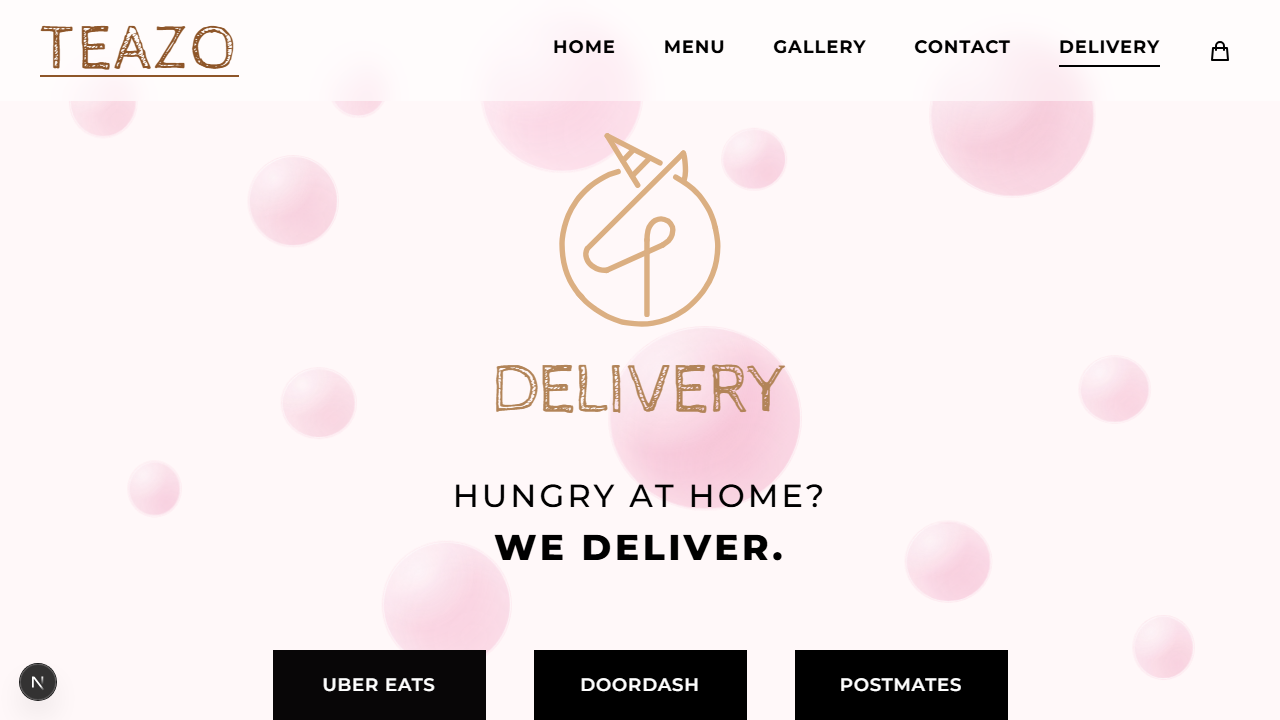 TEAZO
HOME MENU GALLERY CONTACT DELIVERY
DELIVERY
HUNGRY AT HOME?
WE DELIVER.
UBER EATS DOORDASH POSTMATES
N